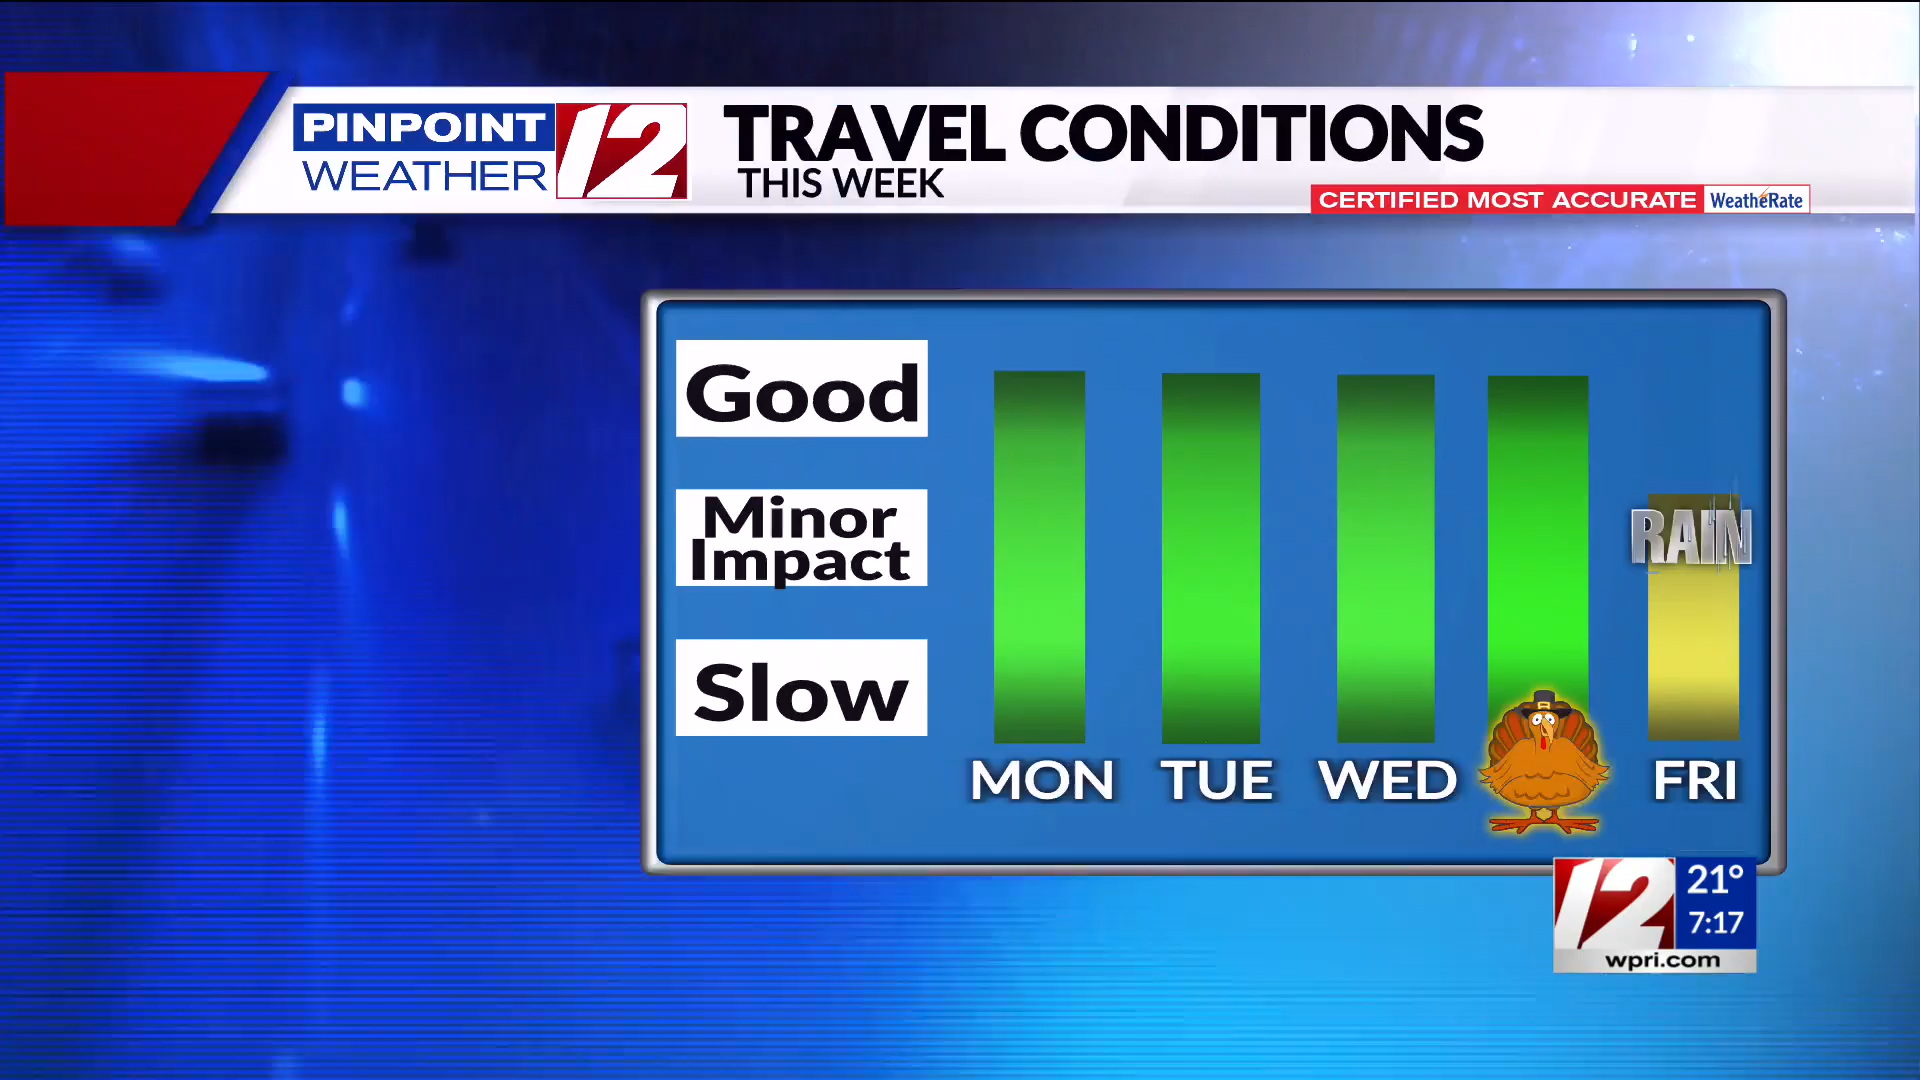 PINPOINT
WEATHER
12
TRAVEL CONDITIONS
THIS WEEK
CERTIFIED MOST ACCURATE WeatheRate
Good
Minor
Impact
Slow
RAIN
MON TUE WED FRI
12
21°
7:17
wpri.com